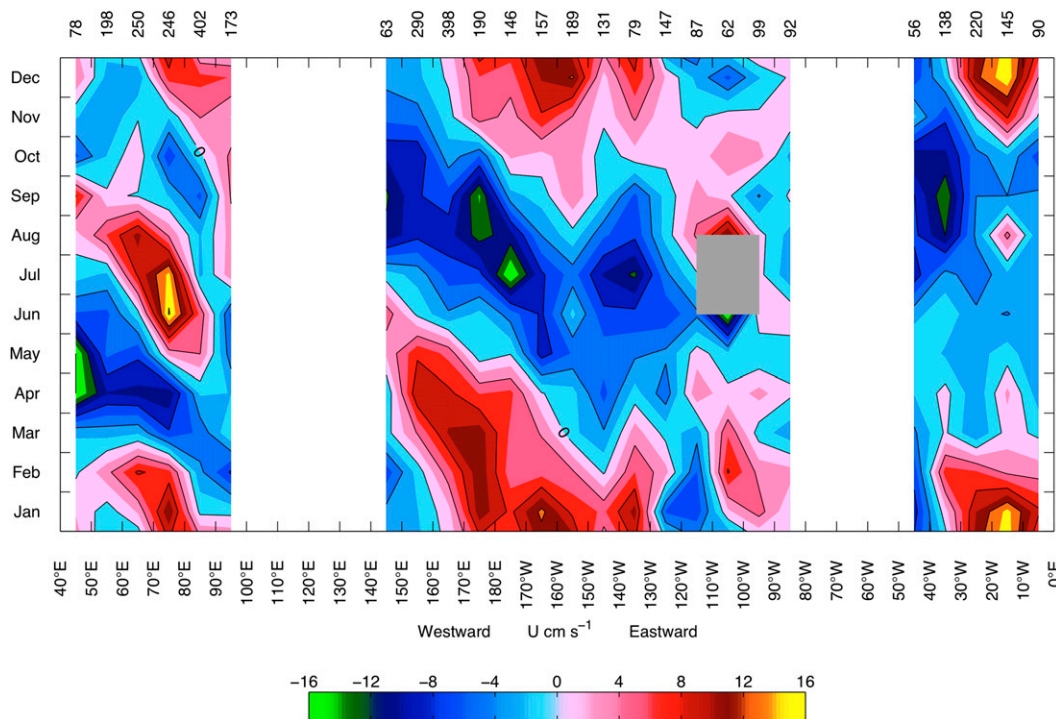 78 198 250 246 402 173 63 290 398 190 146 157 189 131 79 147 87 62 99 92 56 138 220 145 90
Dec
Nov
Oct
Sep
Aug
Jul
Jun
May
Apr
Mar
Feb
Jan
0
0
40°E 50°E 60°E 70°E 80°E 90°E 100°E 110°E 120°E 130°E 140°E 150°E 160°E 170°E 180°E 170°W 160°W 150°W 140°W 130°W 120°W 110°W 100°W 90°W 80°W 70°W 60°W 50°W 40°W 30°W 20°W 10°W 0°E
Westward U cm s⁻¹ Eastward
−16 −12 −8 −4 0 4 8 12 16